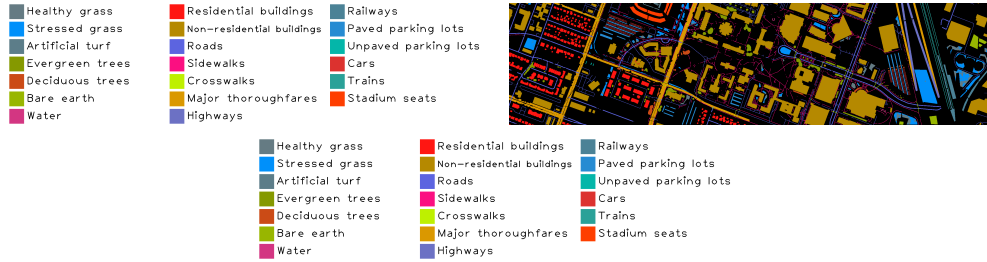 Healthy grass Residential buildings Railways
Stressed grass Non-residential buildings Paved parking lots
Artificial turf Roads Unpaved parking lots
Evergreen trees Sidewalks Cars
Deciduous trees Crosswalks Trains
Bare earth Major thoroughfares Stadium seats
Water Highways
Healthy grass Residential buildings Railways
Stressed grass Non-residential buildings Paved parking lots
Artificial turf Roads Unpaved parking lots
Evergreen trees Sidewalks Cars
Deciduous trees Crosswalks Trains
Bare earth Major thoroughfares Stadium seats
Water Highways